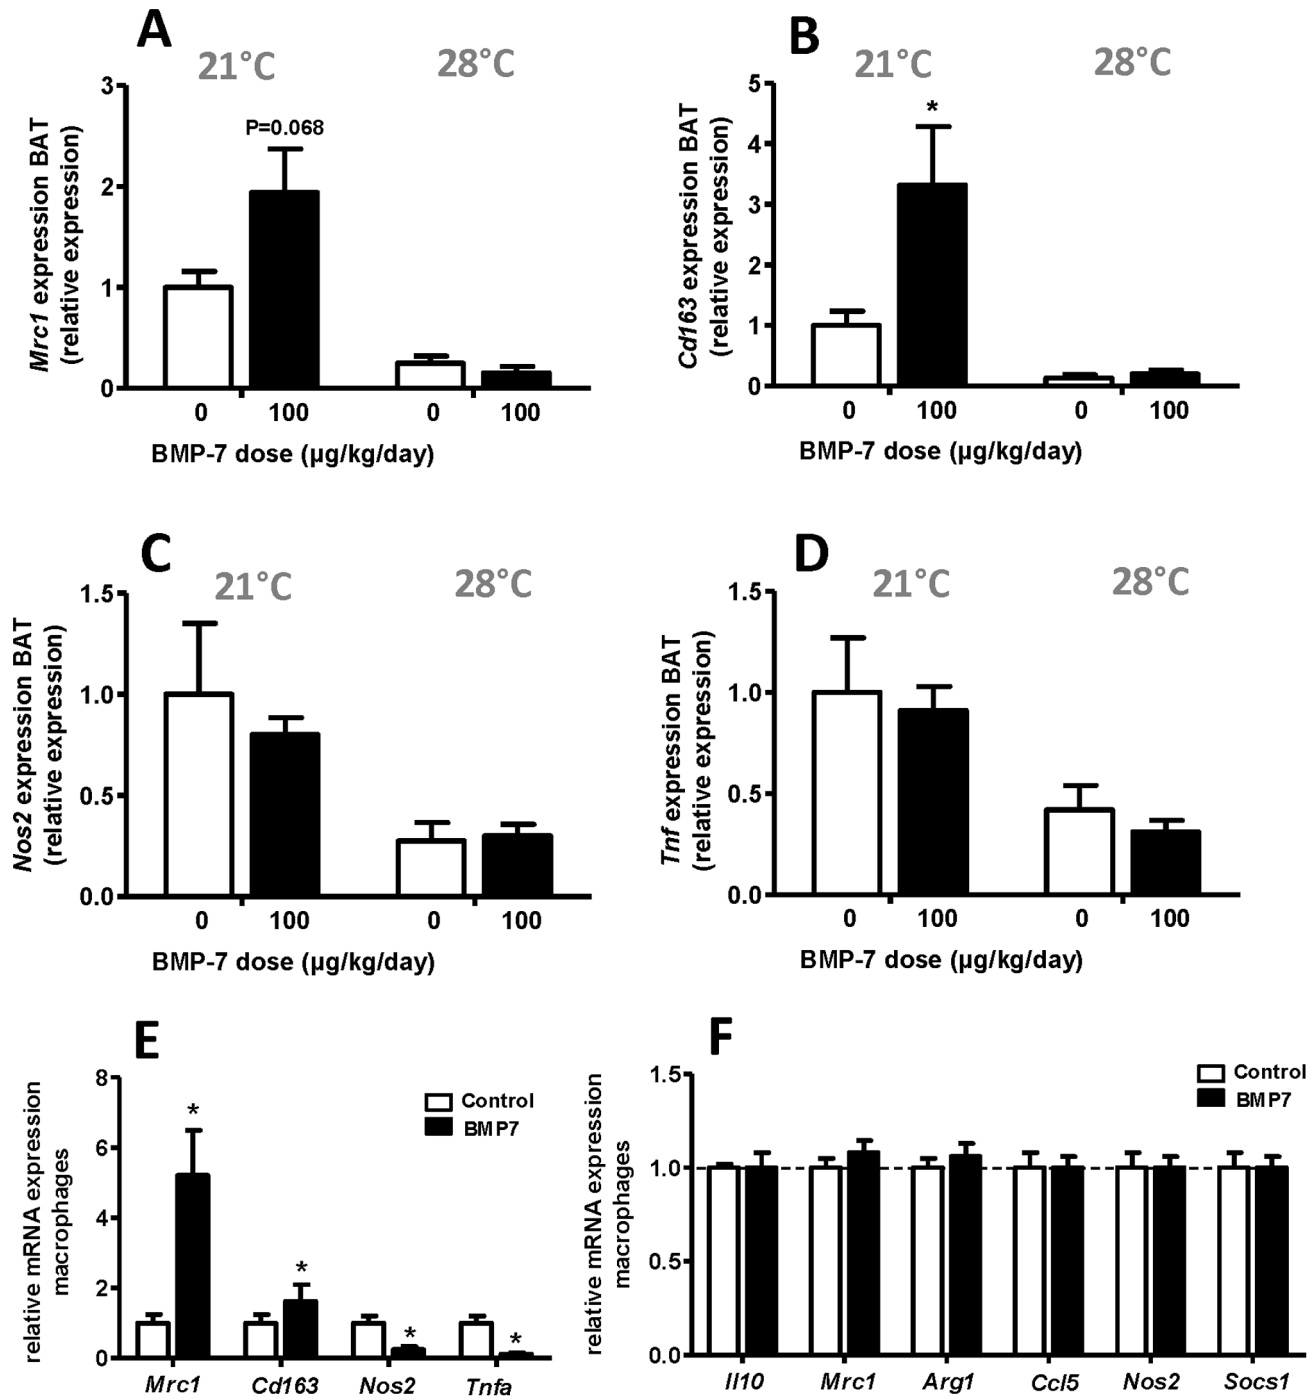 A
21°C 28°C
Mrc1 expression BAT
(relative expression)
3
2
1
0
P=0.068
0 100 0 100
BMP-7 dose (µg/kg/day)
B
21°C 28°C
Cd163 expression BAT
(relative expression)
5
4
3
2
1
0
*
0 100 0 100
BMP-7 dose (µg/kg/day)
C
21°C 28°C
Nos2 expression BAT
(relative expression)
1.5
1.0
0.5
0.0
0 100 0 100
BMP-7 dose (µg/kg/day)
D
21°C 28°C
Tnf expression BAT
(relative expression)
1.5
1.0
0.5
0.0
0 100 0 100
BMP-7 dose (µg/kg/day)
E
relative mRNA expression
macrophages
8
6
4
2
0
Control
BMP7
* * * *
Mrc1 Cd163 Nos2 Tnfa
F
relative mRNA expression
macrophages
1.5
1.0
0.5
0.0
Control
BMP7
Il10 Mrc1 Arg1 Ccl5 Nos2 Socs1